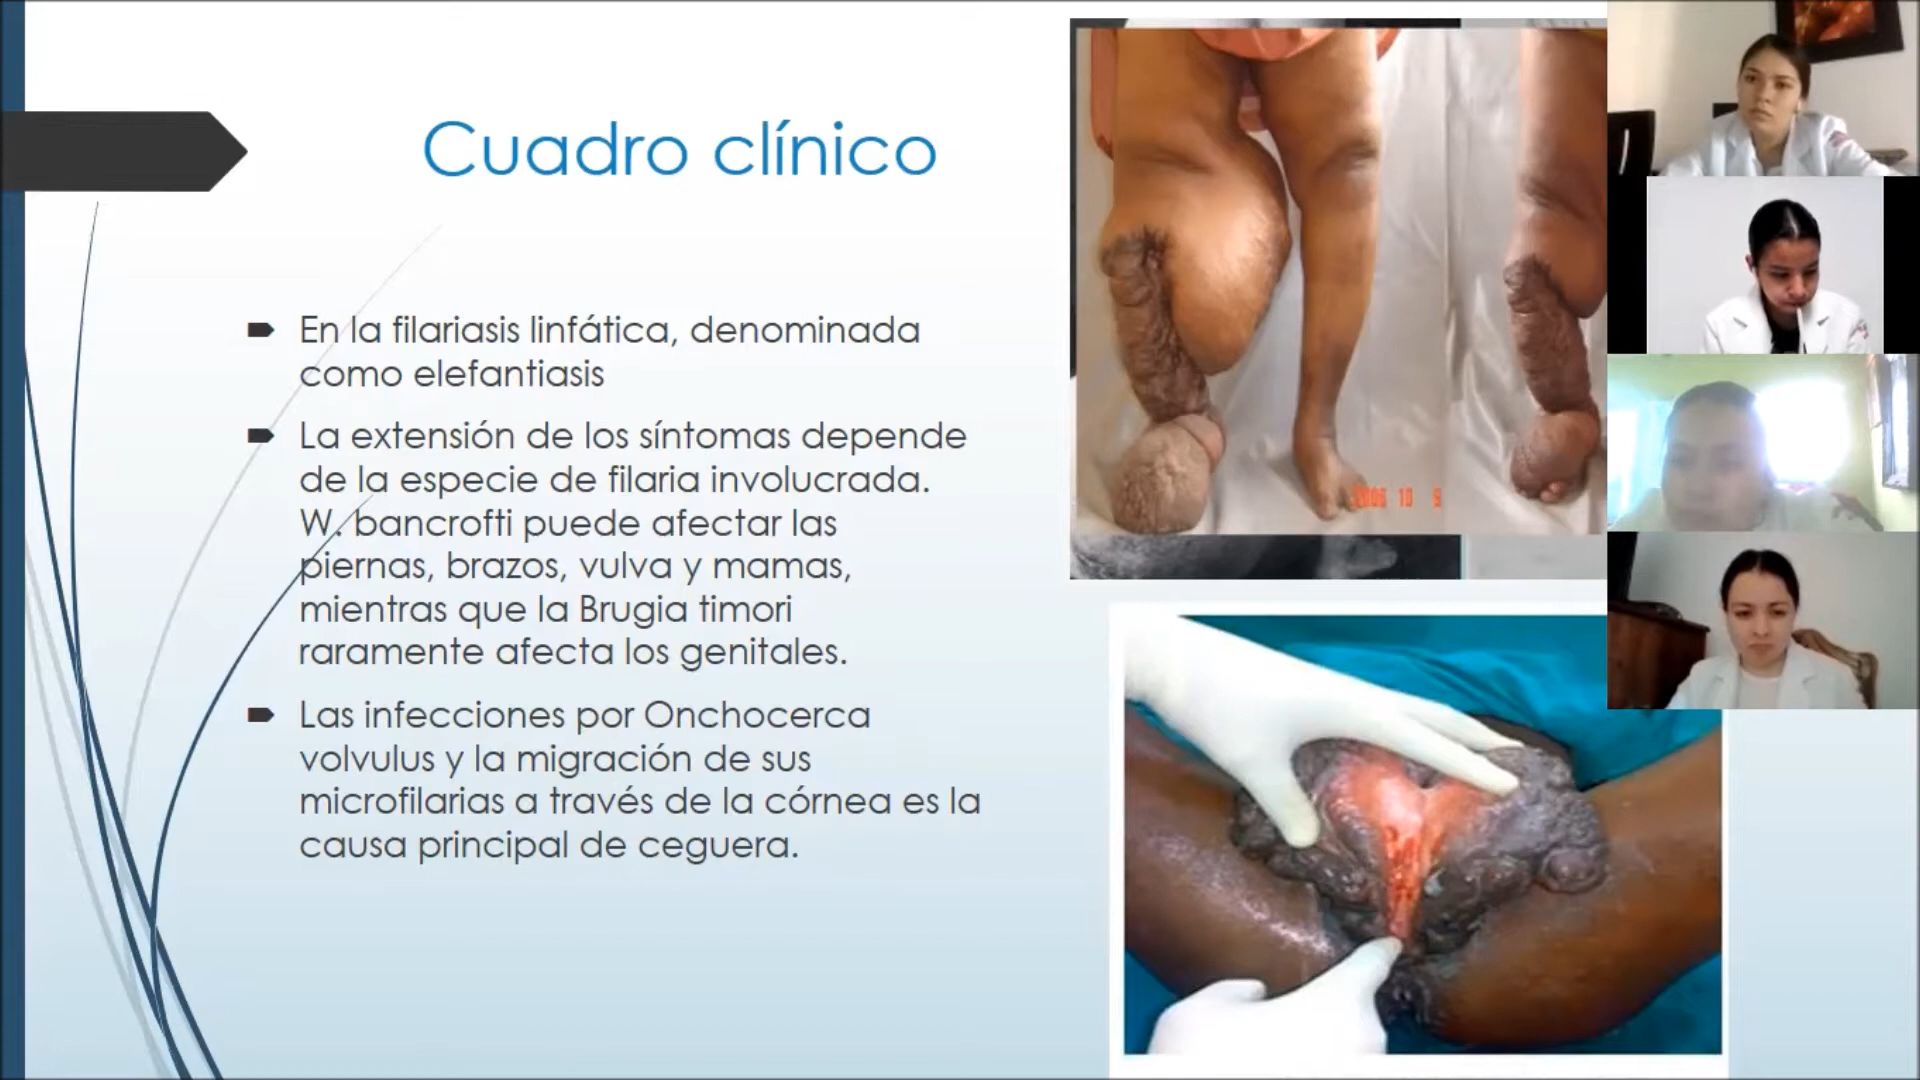 Cuadro clínico
En la filariasis linfática, denominada
como elefantiasis
La extensión de los síntomas depende
de la especie de filaria involucrada.
W. bancrofti puede afectar las
piernas, brazos, vulva y mamas,
mientras que la Brugia timori
raramente afecta los genitales.
Las infecciones por Onchocerca
volvulus y la migración de sus
microfilarias a través de la córnea es la
causa principal de ceguera.